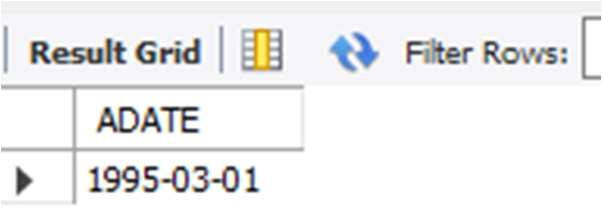 Result Grid Filter Rows:
ADATE
1995-03-01